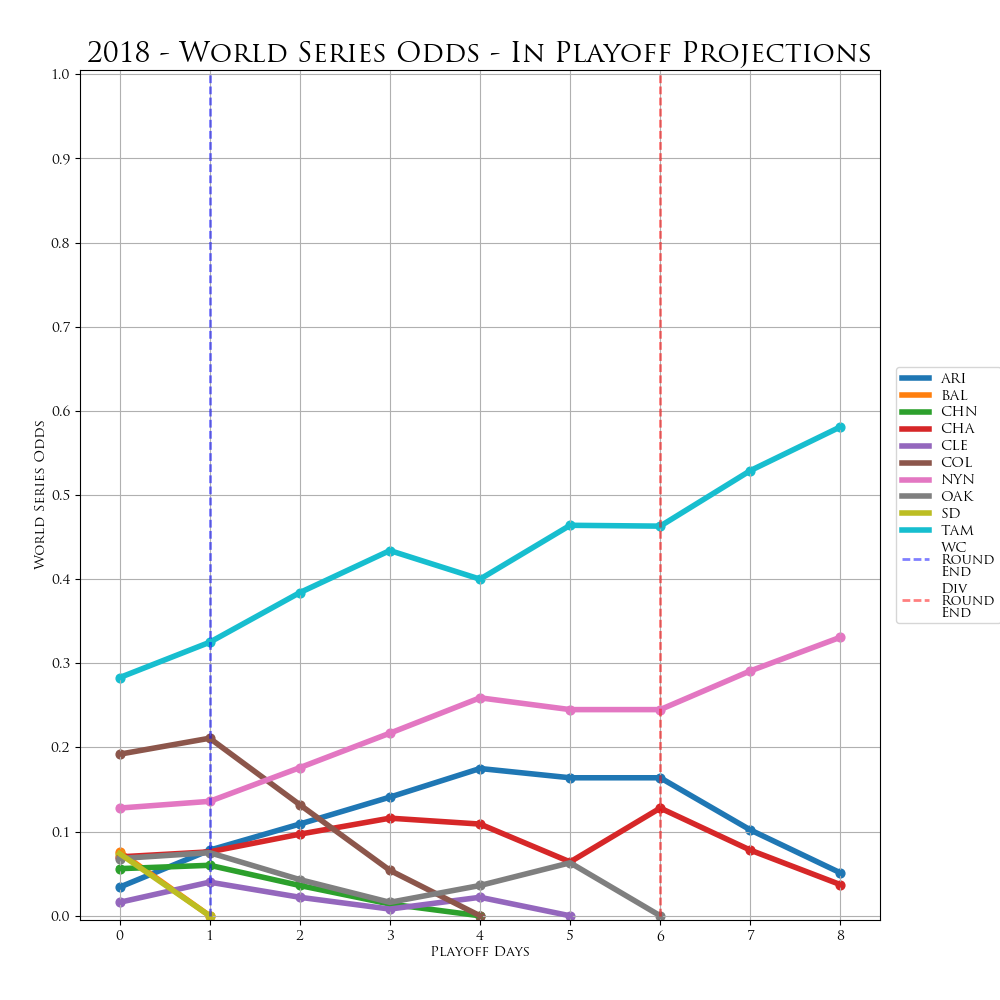 2018 - World Series Odds - In Playoff Projections
1.0
0.9
0.8
0.7
0.6
0.5
0.4
0.3
0.2
0.1
0.0
World Series Odds
0 1 2 3 4 5 6 7 8
Playoff Days
ARI
BAL
CHN
CHA
CLE
COL
NYN
OAK
SD
TAM
WC
Round
End
Div
Round
End